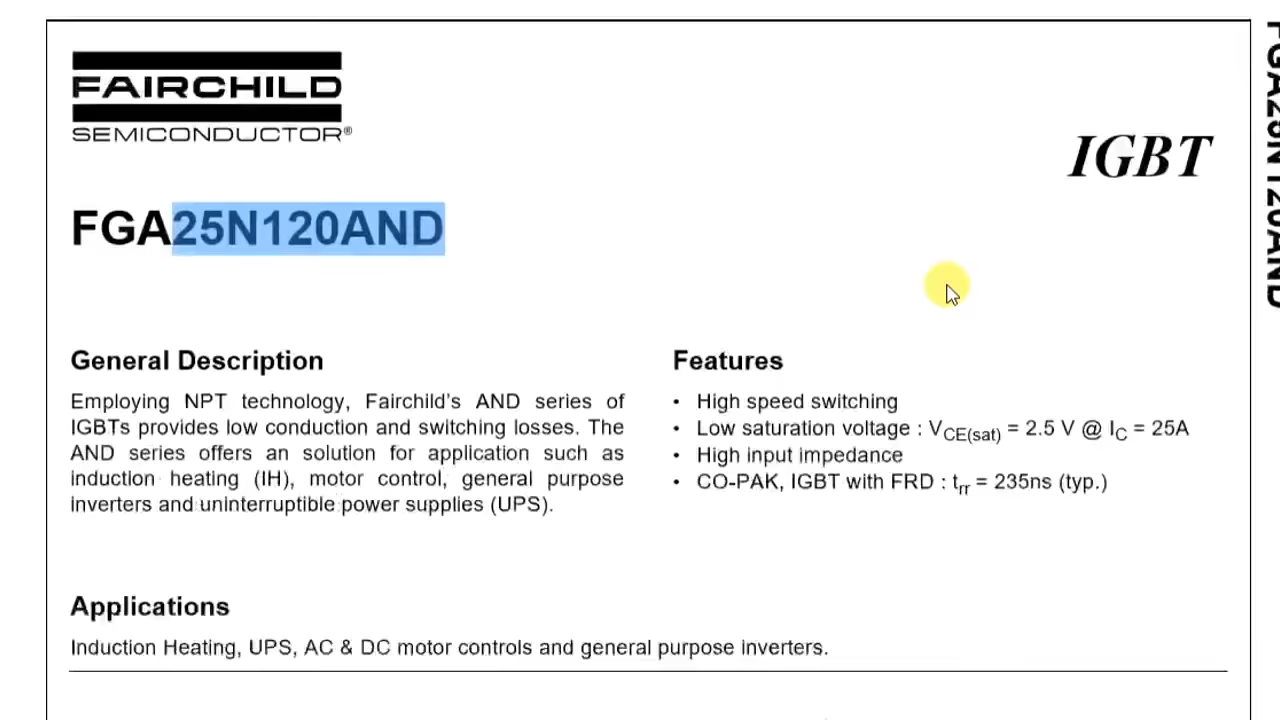 FAIRCHILD
SEMICONDUCTOR®
IGBT
FGA25N120AND
General Description
Employing NPT technology, Fairchild's AND series of
IGBTs provides low conduction and switching losses. The
AND series offers an solution for application such as
induction heating (IH), motor control, general purpose
inverters and uninterruptible power supplies (UPS).
Features
• High speed switching
• Low saturation voltage : VCE(sat) = 2.5 V @ IC = 25A
• High input impedance
• CO-PAK, IGBT with FRD : trr = 235ns (typ.)
Applications
Induction Heating, UPS, AC & DC motor controls and general purpose inverters.
FGA25N120AND